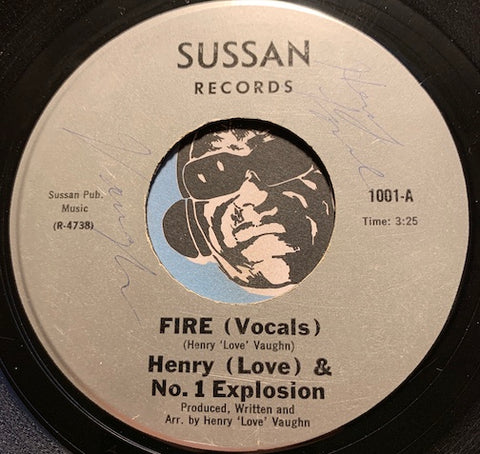 SUSSAN
RECORDS
Sussan Pub.
Music
(R-4738)
1001-A
Time: 3:25
FIRE (Vocals)
(Henry 'Love' Vaughn)
Henry (Love) &
No. 1 Explosion
Produced, Written and
Arr. by Henry 'Love' Vaughn